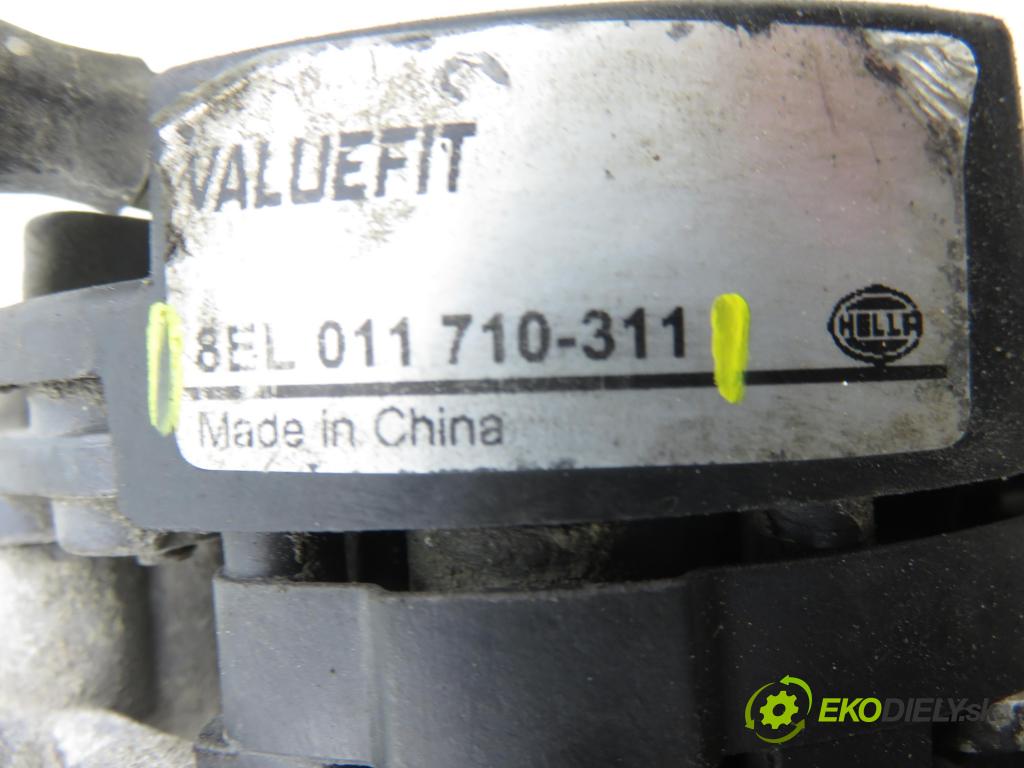 VALUEFIT
8EL 011 710-311
HELLA
Made in China
EKODIELY.sk